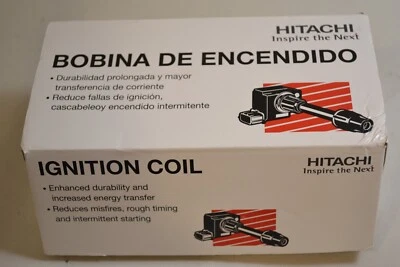 HITACHI
Inspire the Next
BOBINA DE ENCENDIDO
• Durabilidad prolongada y mayor
transferencia de corriente
• Reduce fallas de ignición,
cascabeleoy encendido intermitente
IGNITION COIL
HITACHI
Inspire the Next
• Enhanced durability and
increased energy transfer
• Reduces misfires, rough timing
and intermittent starting